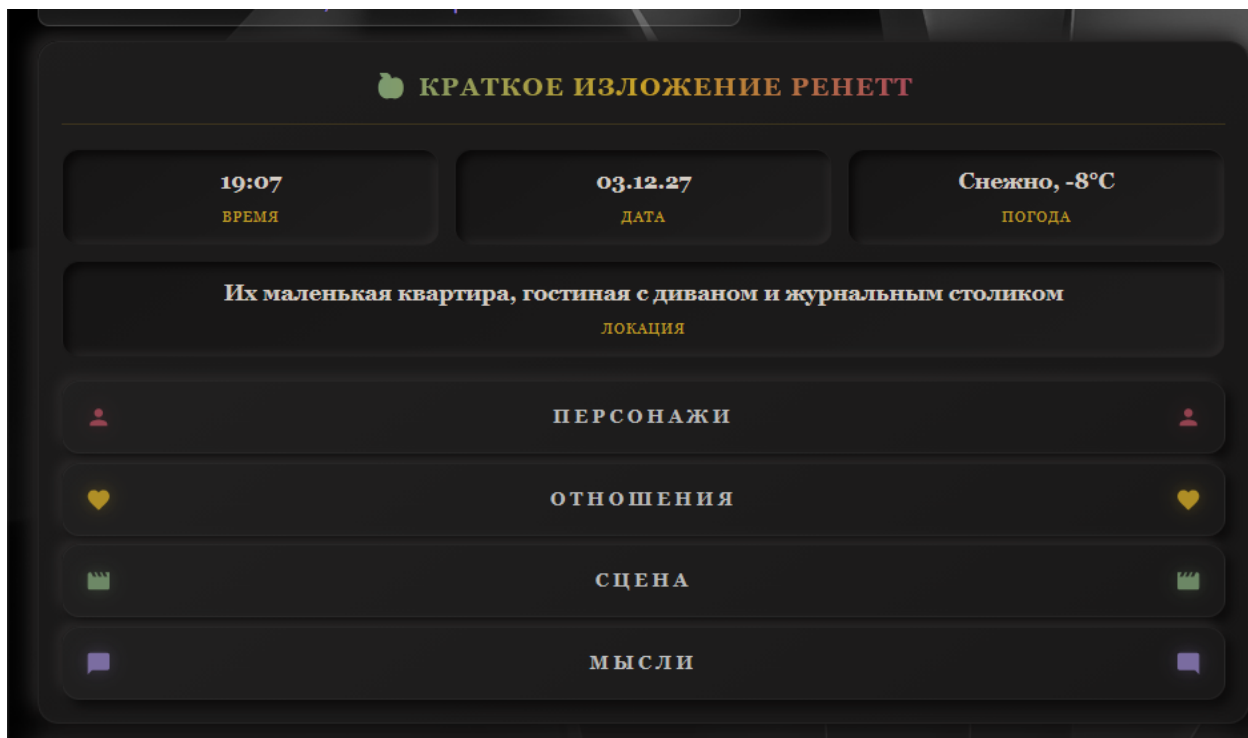 КРАТКОЕ ИЗЛОЖЕНИЕ РЕНЕТТ
19:07
ВРЕМЯ
03.12.27
ДАТА
Снежно, -8°C
ПОГОДА
Их маленькая квартира, гостиная с диваном и журнальным столиком
ЛОКАЦИЯ
ПЕРСОНАЖИ
ОТНОШЕНИЯ
СЦЕНА
МЫСЛИ